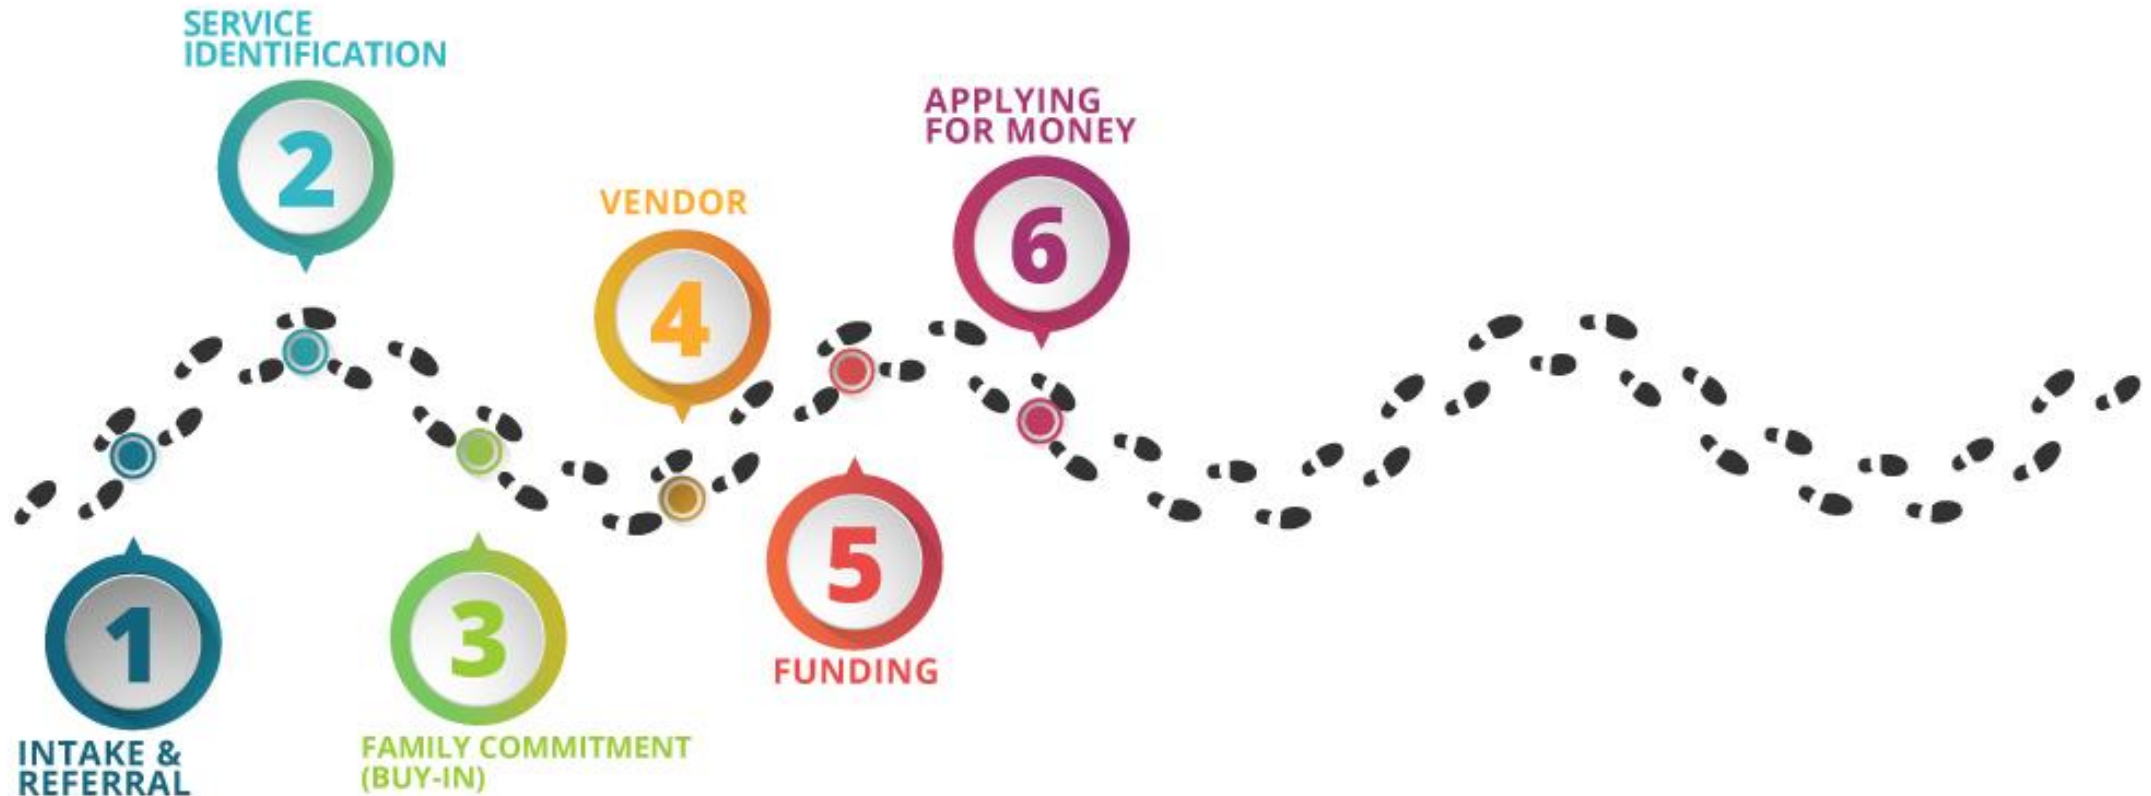 SERVICE
IDENTIFICATION
2
APPLYING
FOR MONEY
6
VENDOR
4
1
INTAKE &
REFERRAL
3
FAMILY COMMITMENT
(BUY-IN)
5
FUNDING